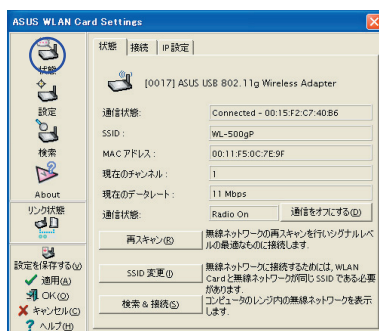 ASUS WLAN Card Settings
状態
設定
検索
About
リンク状態
設定を保存する(V)
適用(A)
OK(O)
キャンセル(C)
ヘルプ(H)
状態 接続 IP 設定
[0017] ASUS USB 802.11g Wireless Adapter
通信状態: Connected - 00:15:F2:C7:40:B6
SSID : WL-500gP
MAC アドレス : 00:11:F5:0C:7E:9F
現在のチャンネル : 1
現在のデータレート : 11 Mbps
通信状態: Radio On 通信をオフにする(D)
再スキャン(R)
無線ネットワークの再スキャンを行いシグナルレベ
ルの最適なものに接続します.
SSID 変更(I)
無線ネットワークに接続するためには, WLAN
Cardと無線ネットワークが同じ SSID である必要
があります.
検索 & 接続(S)
コンピュータのレンジ内の無線ネットワークを表示
します.